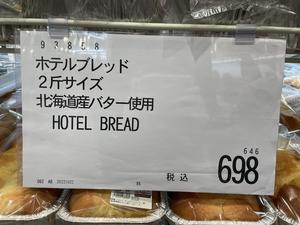 93858
ホテルブレッド
2斤サイズ
北海道産バター使用
HOTEL BREAD
646
税込 698